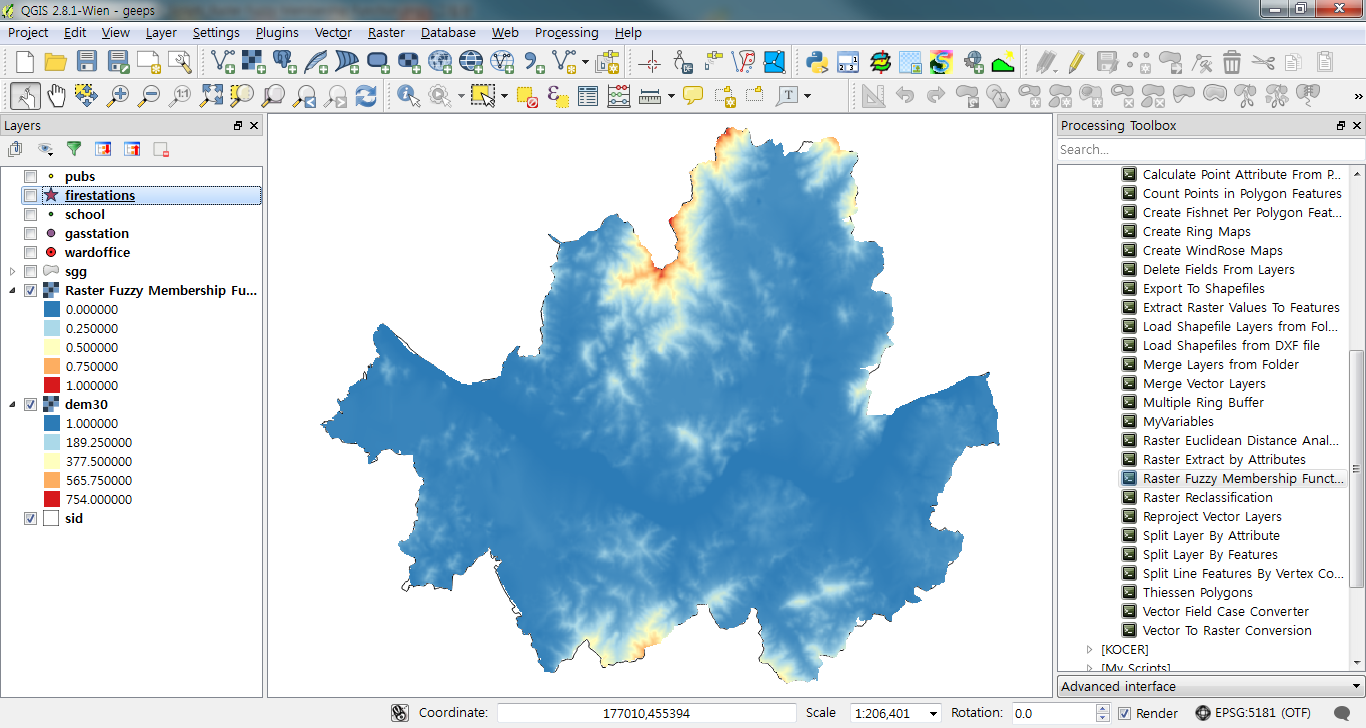 QGIS 2.8.1-Wien - geeps
Project Edit View Layer Settings Plugins Vector Raster Database Web Processing Help
Layers
pubs
firestations
school
gasstation
wardoffice
sgg
Raster Fuzzy Membership Fu...
0.000000
0.250000
0.500000
0.750000
1.000000
dem30
1.000000
189.250000
377.500000
565.750000
754.000000
sid
Processing Toolbox
Search...
Calculate Point Attribute From P...
Count Points in Polygon Features
Create Fishnet Per Polygon Feat...
Create Ring Maps
Create WindRose Maps
Delete Fields From Layers
Export To Shapefiles
Extract Raster Values To Features
Load Shapefile Layers from Fol...
Load Shapefiles from DXF file
Merge Layers from Folder
Merge Vector Layers
Multiple Ring Buffer
MyVariables
Raster Euclidean Distance Anal...
Raster Extract by Attributes
Raster Fuzzy Membership Funct...
Raster Reclassification
Reproject Vector Layers
Split Layer By Attribute
Split Layer By Features
Split Line Features By Vertex Co...
Thiessen Polygons
Vector Field Case Converter
Vector To Raster Conversion
[KOCER]
[My Scripts]
Advanced interface
Coordinate: 177010,455394 Scale 1:206,401 Rotation: 0.0 Render EPSG:5181 (OTF)